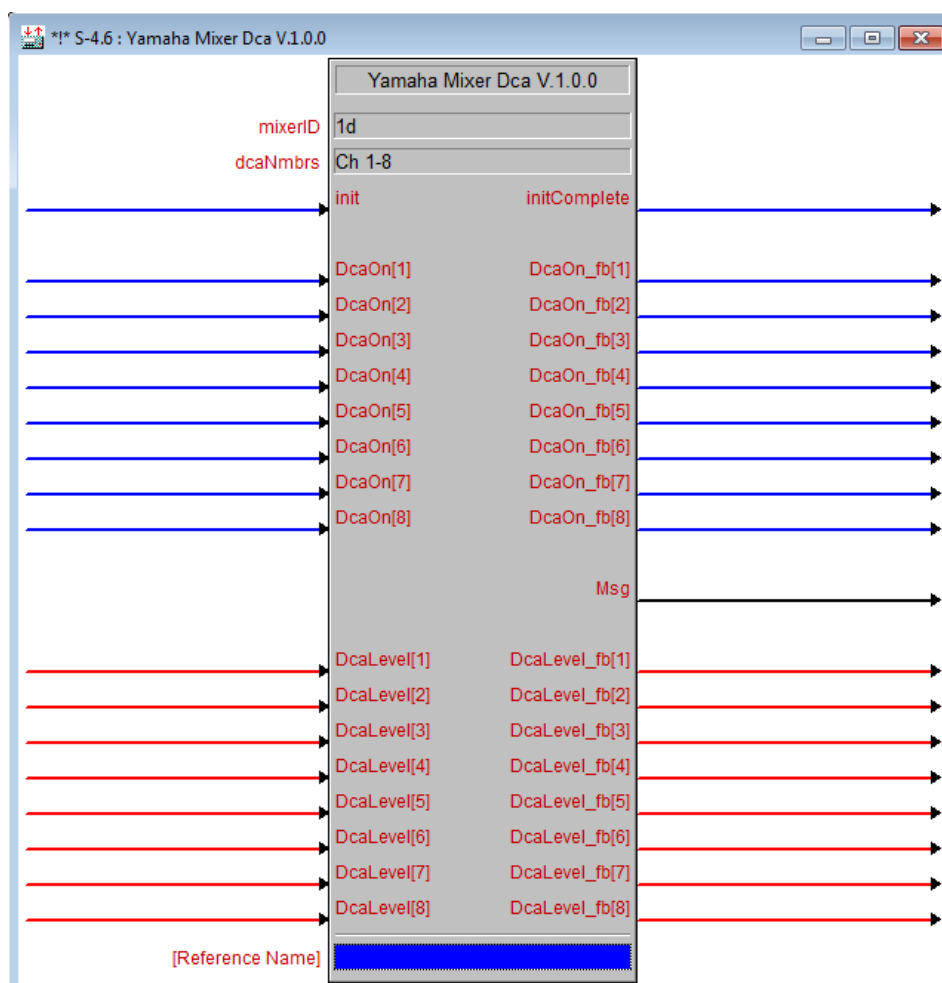 *!* S-4.6 : Yamaha Mixer Dca V.1.0.0
Yamaha Mixer Dca V.1.0.0
mixerID 1d
dcaNmbrs Ch 1-8
init initComplete
DcaOn[1] DcaOn_fb[1]
DcaOn[2] DcaOn_fb[2]
DcaOn[3] DcaOn_fb[3]
DcaOn[4] DcaOn_fb[4]
DcaOn[5] DcaOn_fb[5]
DcaOn[6] DcaOn_fb[6]
DcaOn[7] DcaOn_fb[7]
DcaOn[8] DcaOn_fb[8]
Msg
DcaLevel[1] DcaLevel_fb[1]
DcaLevel[2] DcaLevel_fb[2]
DcaLevel[3] DcaLevel_fb[3]
DcaLevel[4] DcaLevel_fb[4]
DcaLevel[5] DcaLevel_fb[5]
DcaLevel[6] DcaLevel_fb[6]
DcaLevel[7] DcaLevel_fb[7]
DcaLevel[8] DcaLevel_fb[8]
[Reference Name]